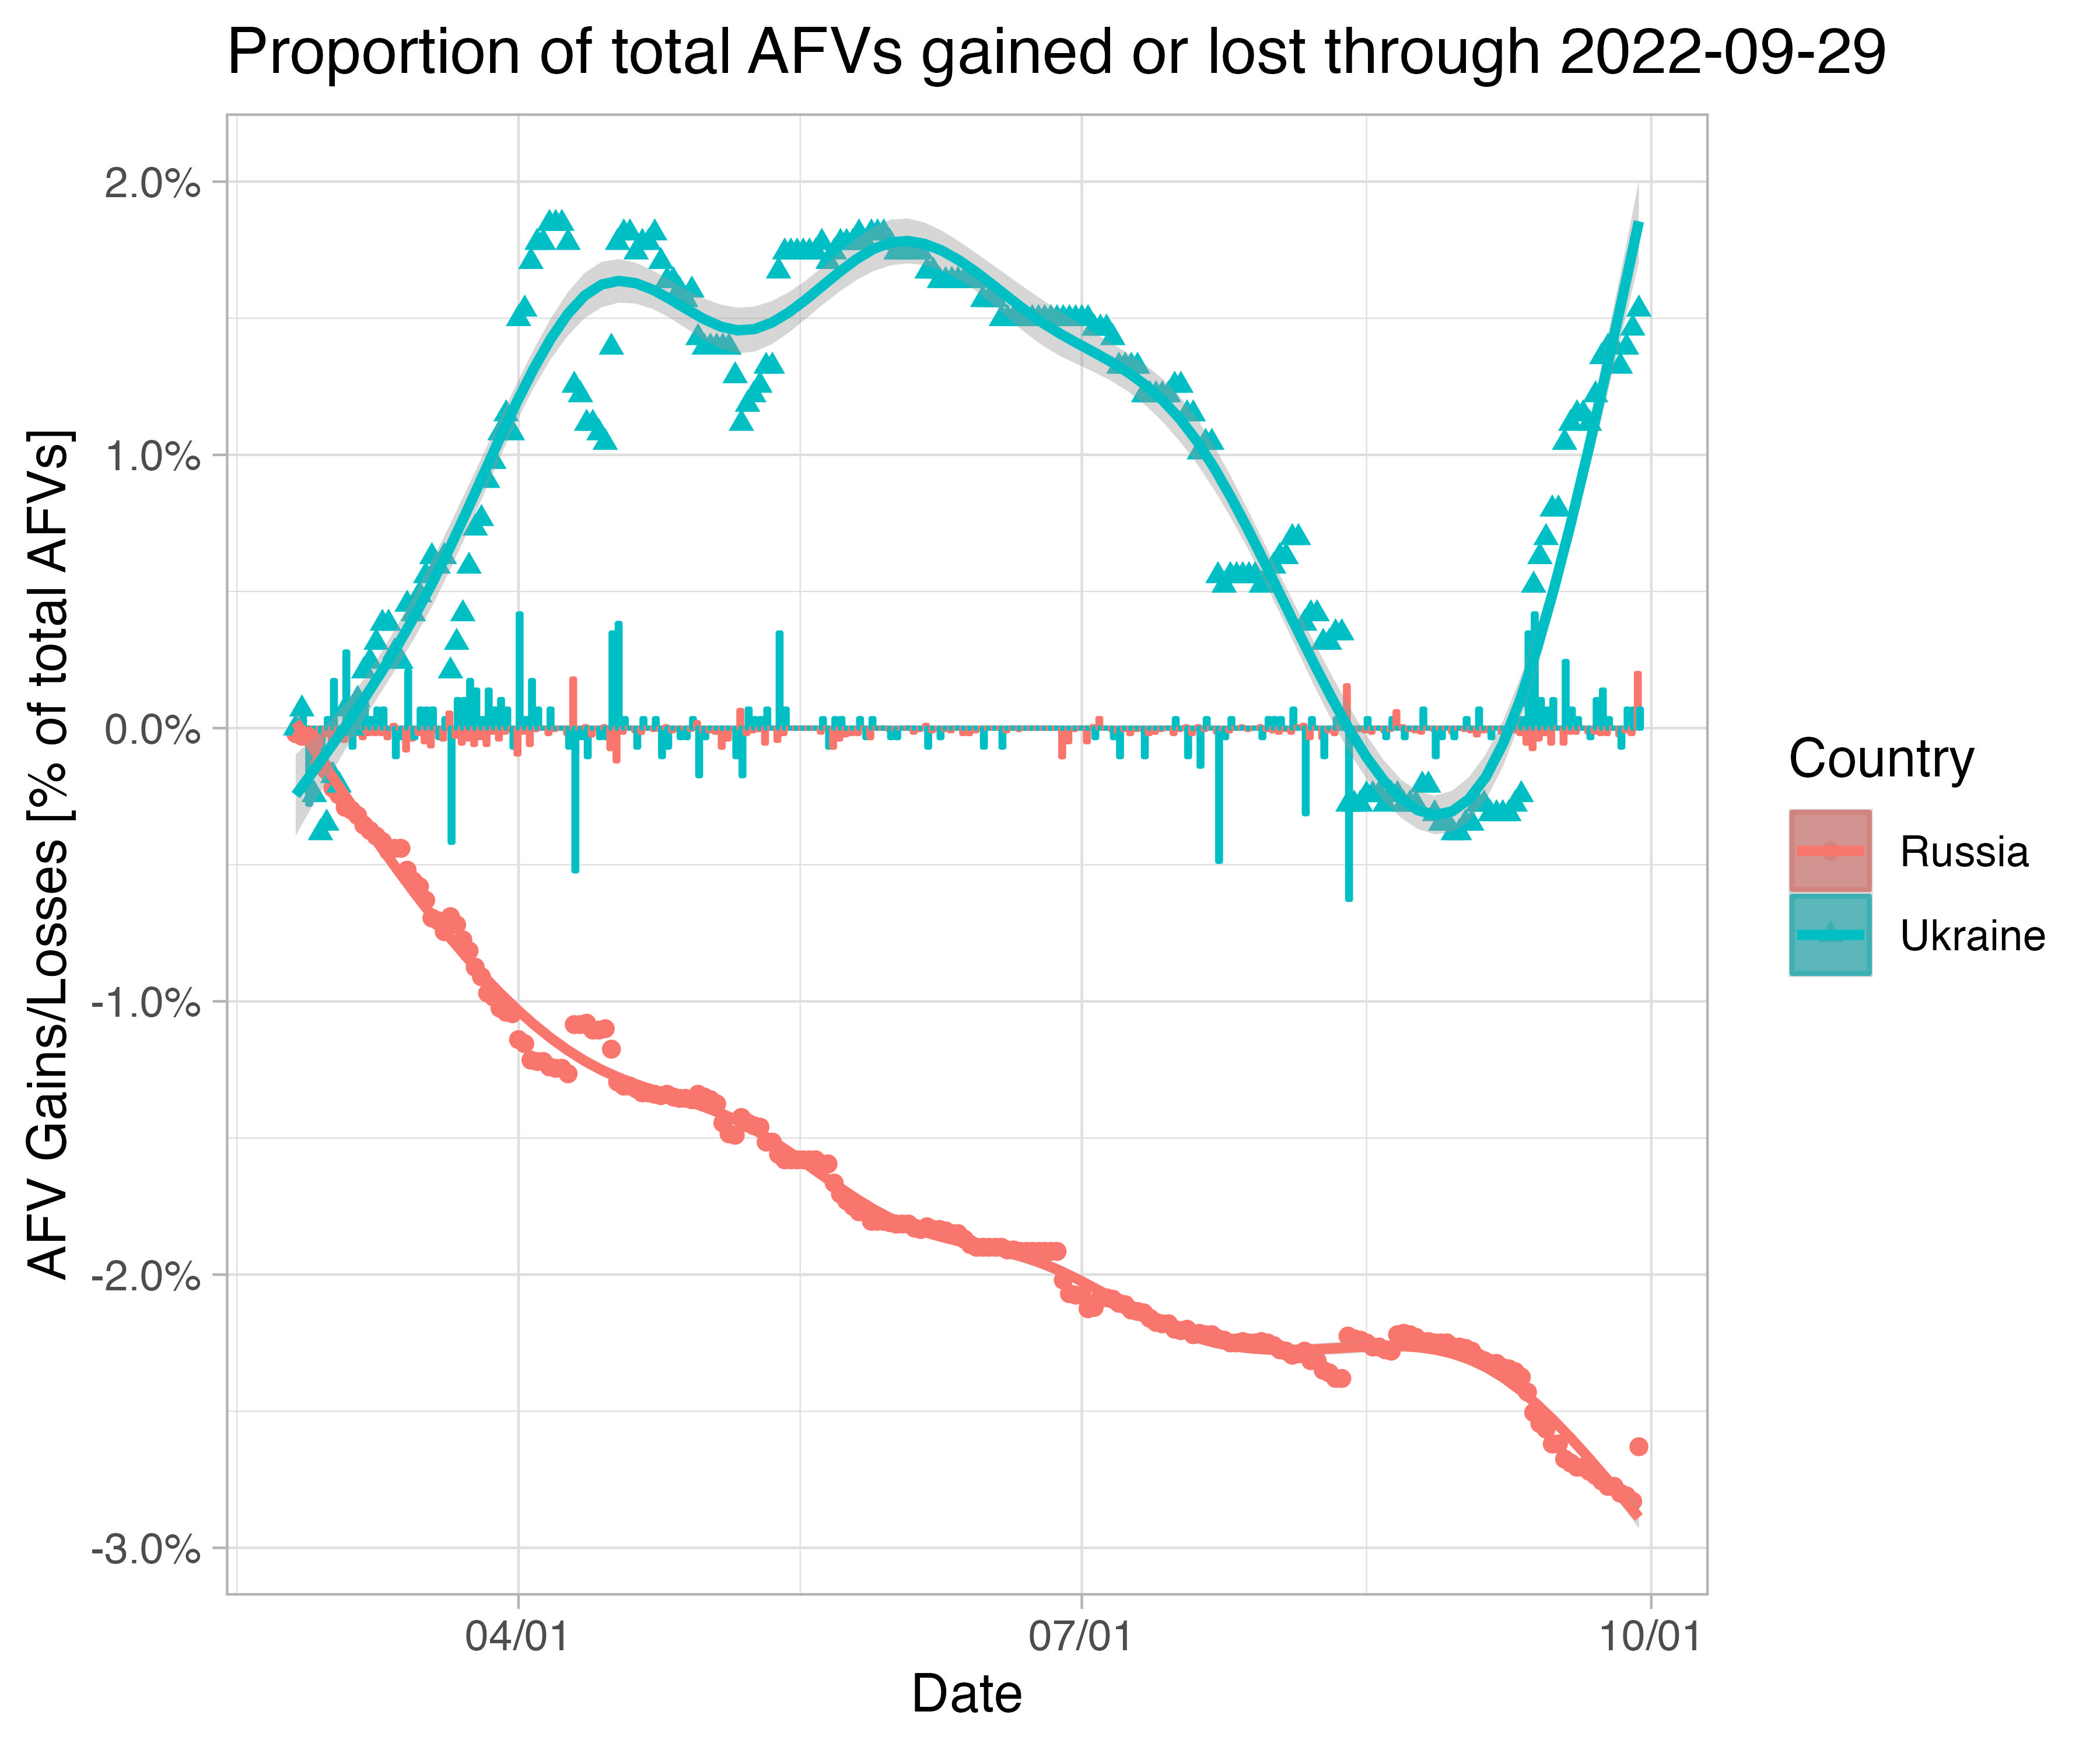 Proportion of total AFVs gained or lost through 2022-09-29
AFV Gains/Losses [% of total AFVs]
2.0%
1.0%
0.0%
-1.0%
-2.0%
-3.0%
04/01
07/01
10/01
Date
Country
Russia
Ukraine